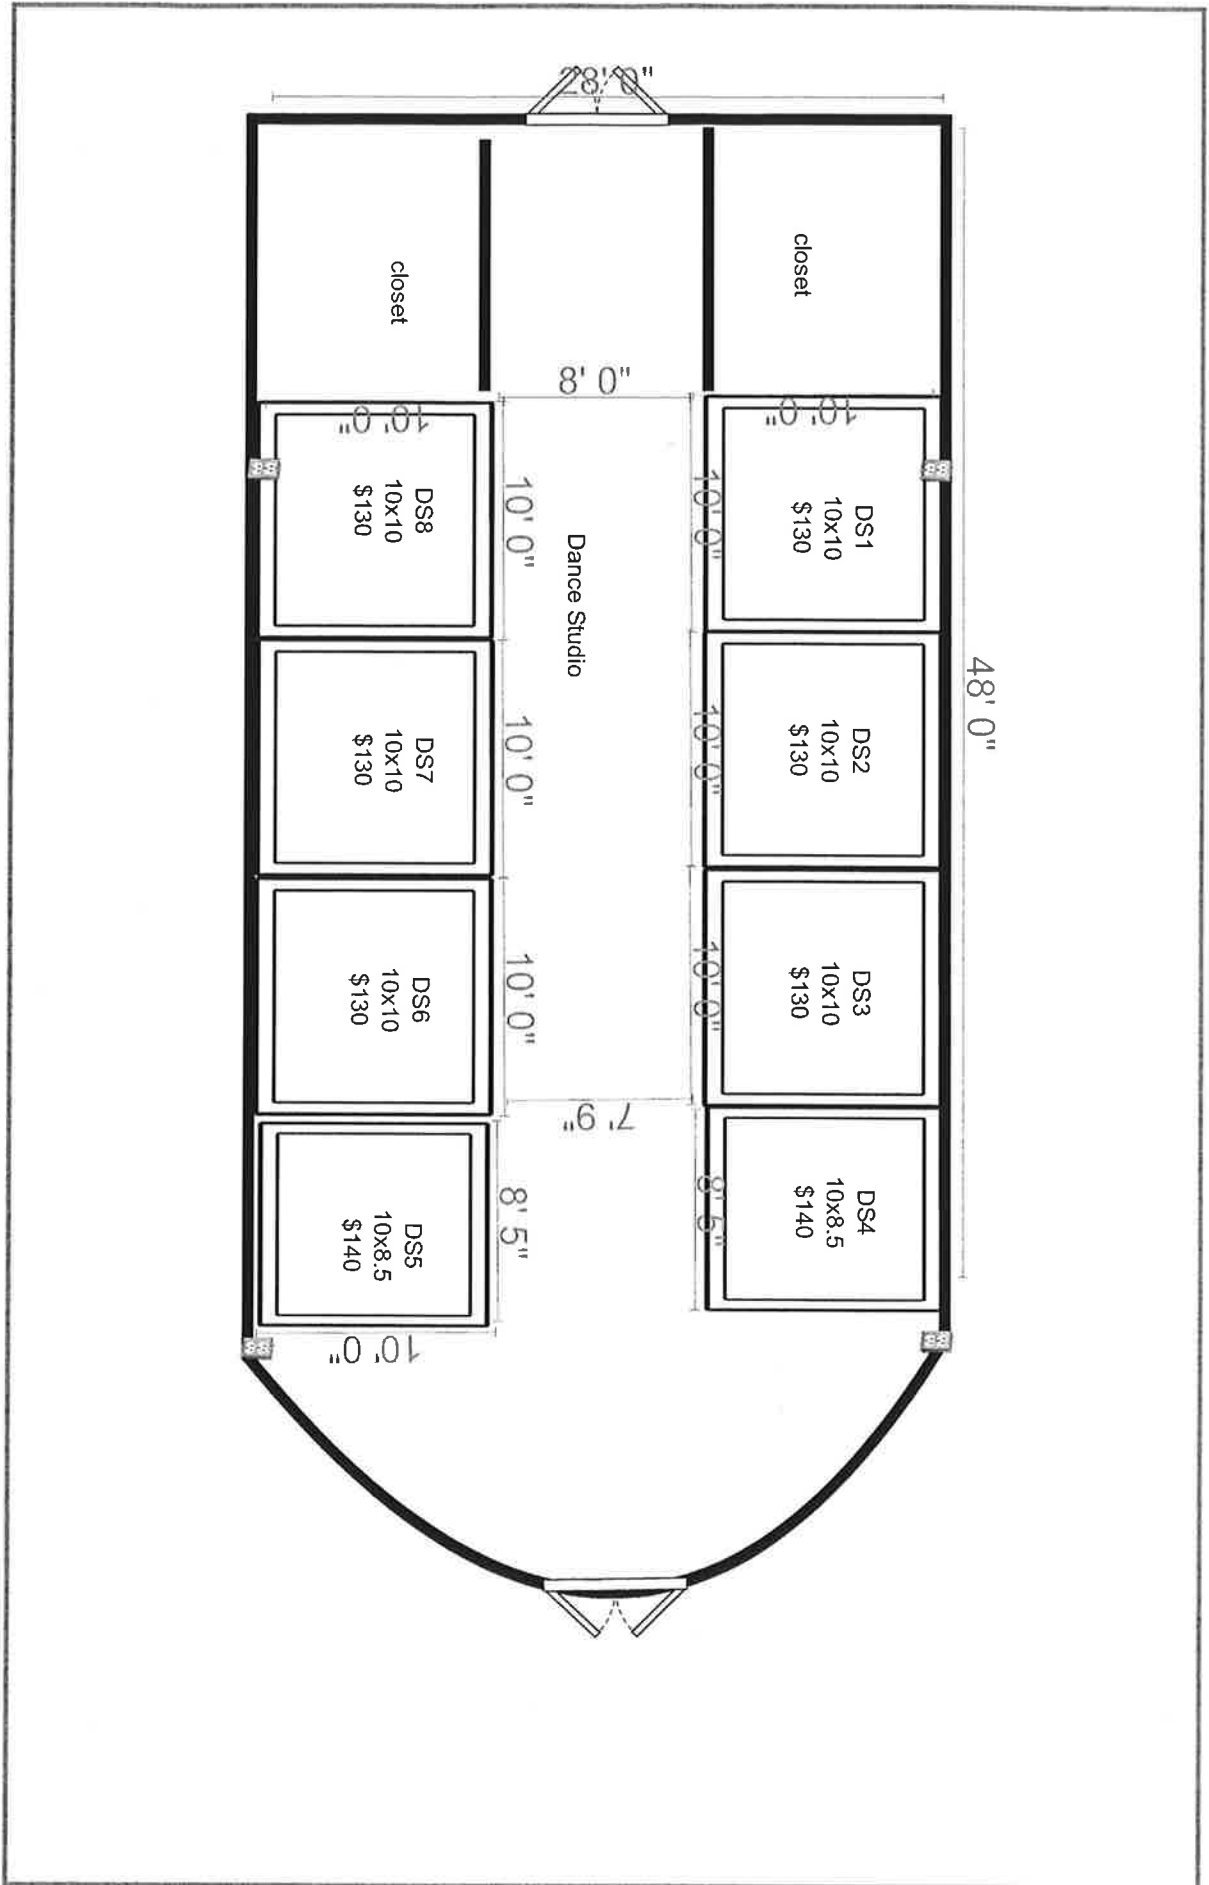 28' 0"
closet
closet
48' 0"
8' 0"
10' 0"
10' 0"
DS8
10x10
$130
10' 0"
Dance Studio
10' 0"
DS1
10x10
$130
DS7
10x10
$130
10' 0"
10' 0"
DS2
10x10
$130
DS6
10x10
$130
10' 0"
10' 0"
DS3
10x10
$130
7' 9"
DS5
10x8.5
$140
8' 5"
8' 5"
DS4
10x8.5
$140
10' 0"